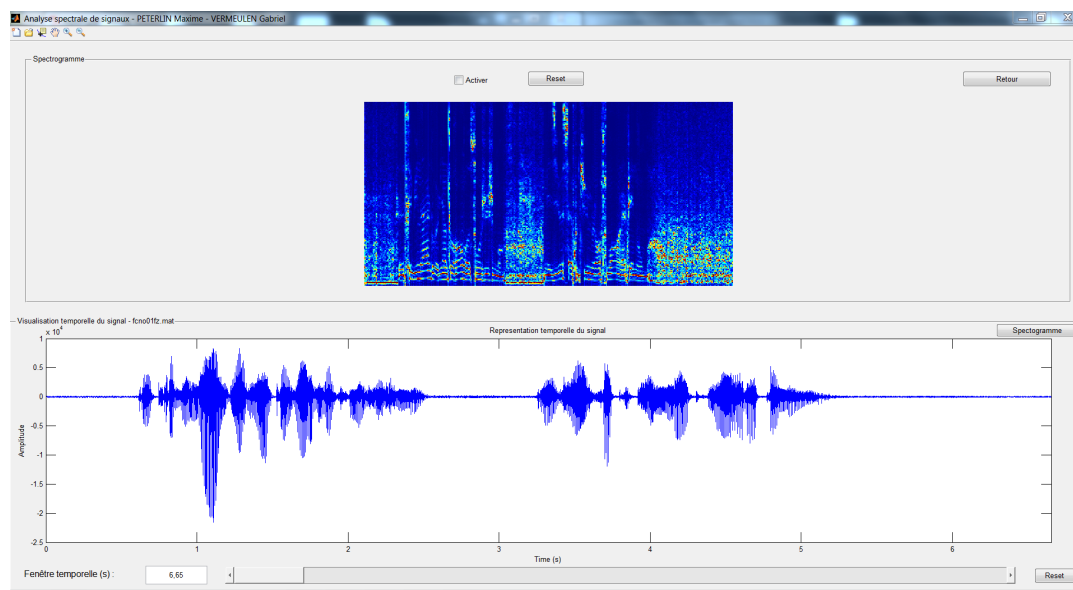 Analyse spectrale de signaux - PETERLIN Maxime - VERMEULEN Gabriel
Spectrogramme
Activer
Reset
Retour
Visualisation temporelle du signal - fcno01fz.mat
Representation temporelle du signal
Spectogramme
x 10^4
1
0.5
0
-0.5
-1
-1.5
-2
-2.5
Amplitude
0 1 2 3 4 5 6
Time (s)
Fenêtre temporelle (s) : 6,65
Reset